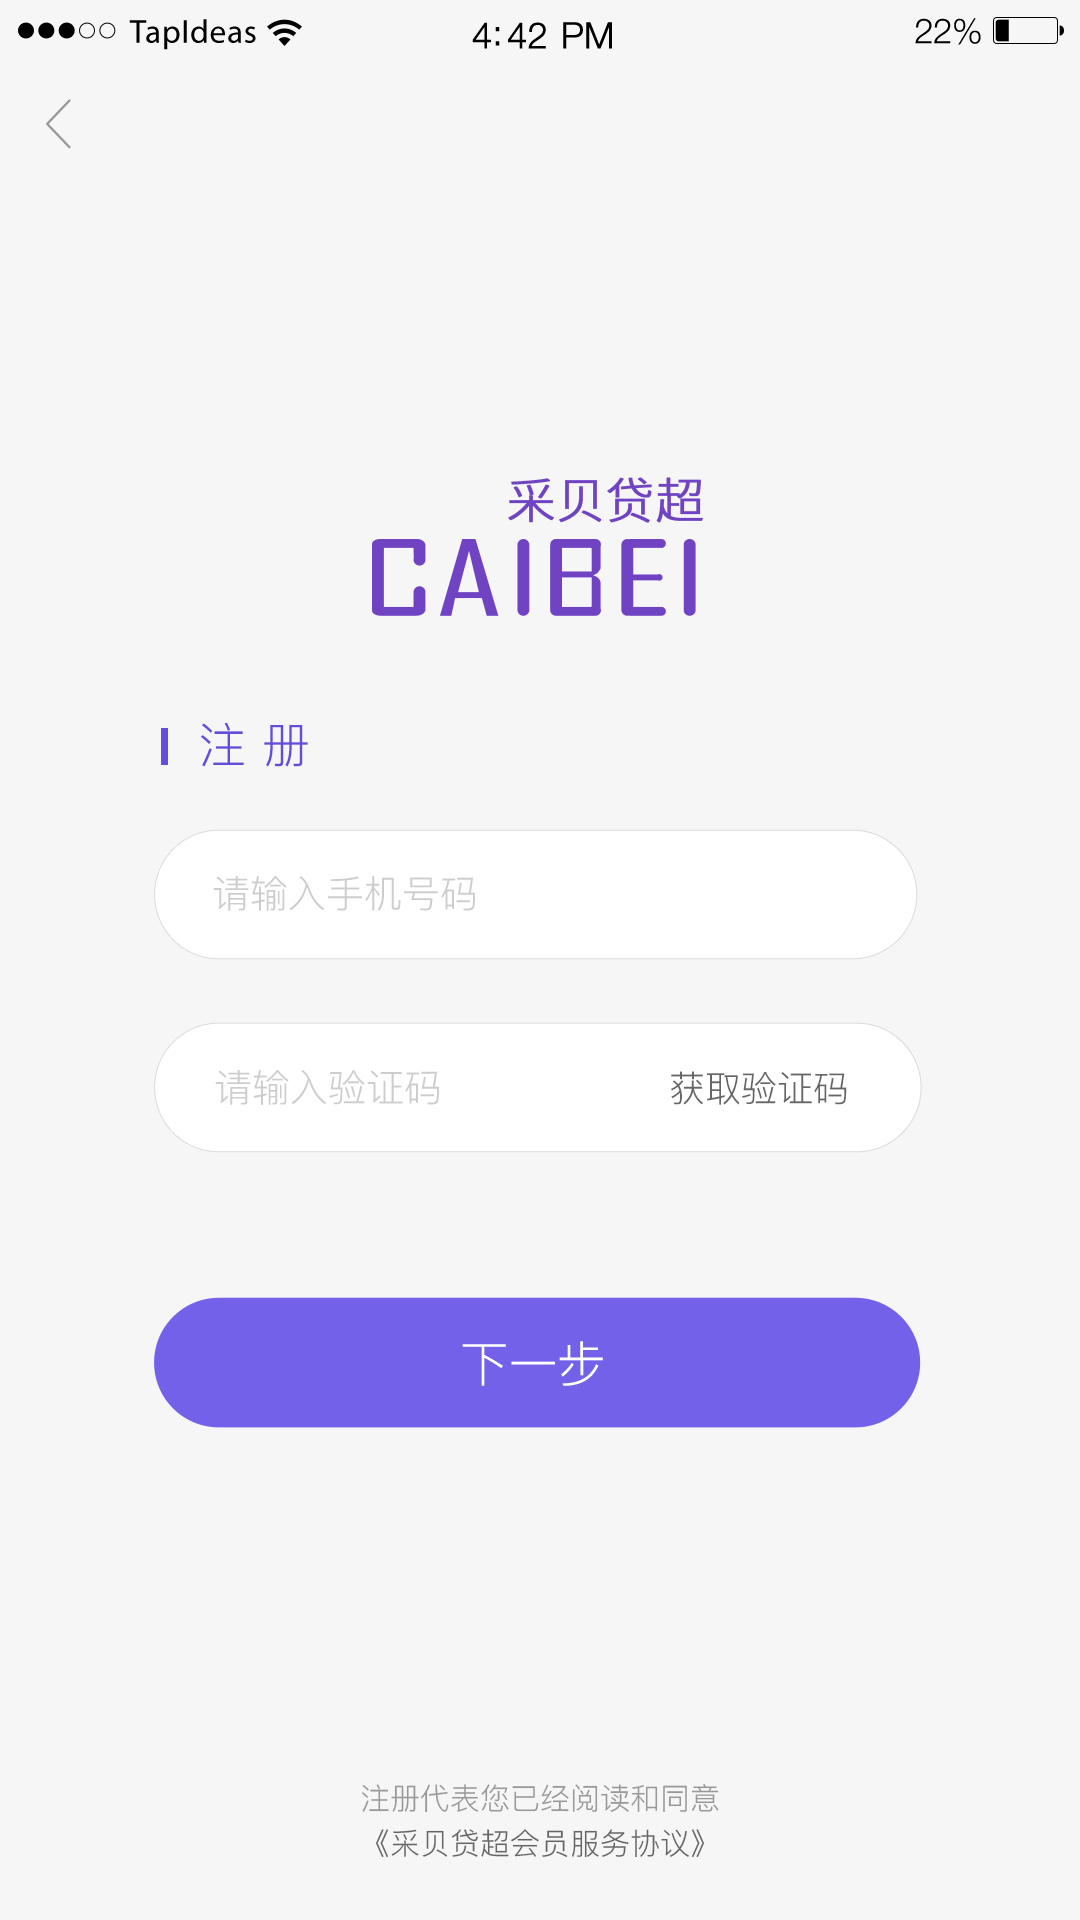 TapIdeas 4:42 PM 22%
采贝贷超
CAIBEI
注册
请输入手机号码
请输入验证码 获取验证码
下一步
注册代表您已经阅读和同意
《采贝贷超会员服务协议》